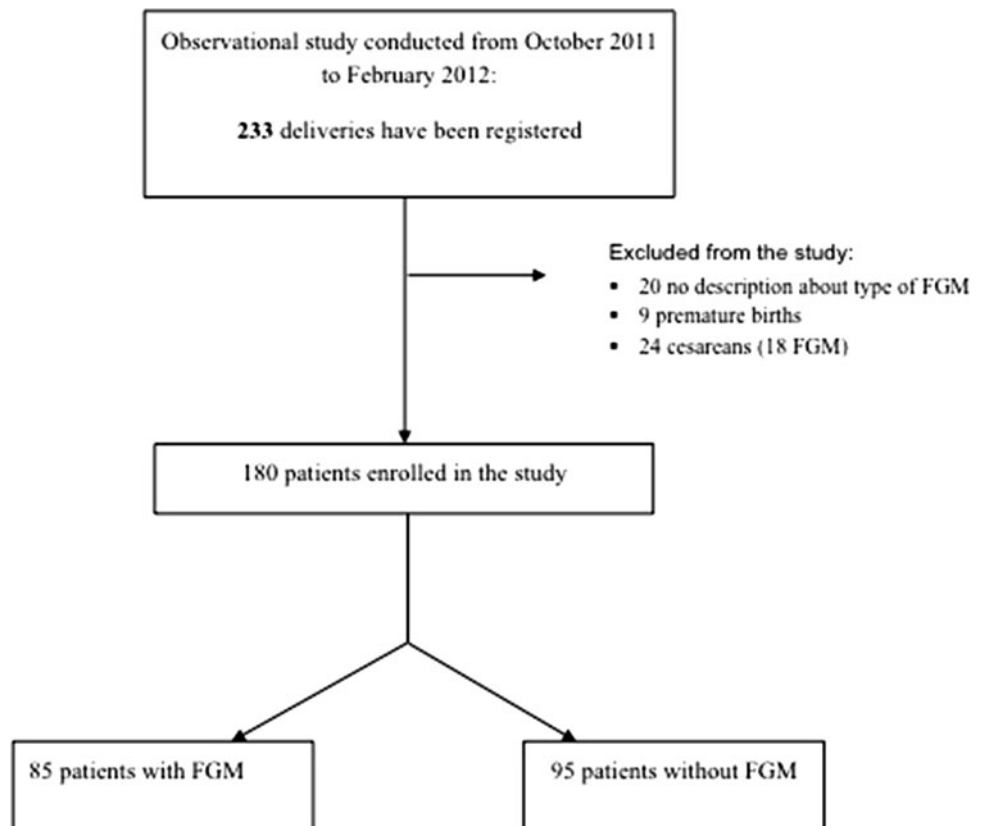 Observational study conducted from October 2011
to February 2012:
233 deliveries have been registered
Excluded from the study:
• 20 no description about type of FGM
• 9 premature births
• 24 cesareans (18 FGM)
180 patients enrolled in the study
85 patients with FGM
95 patients without FGM